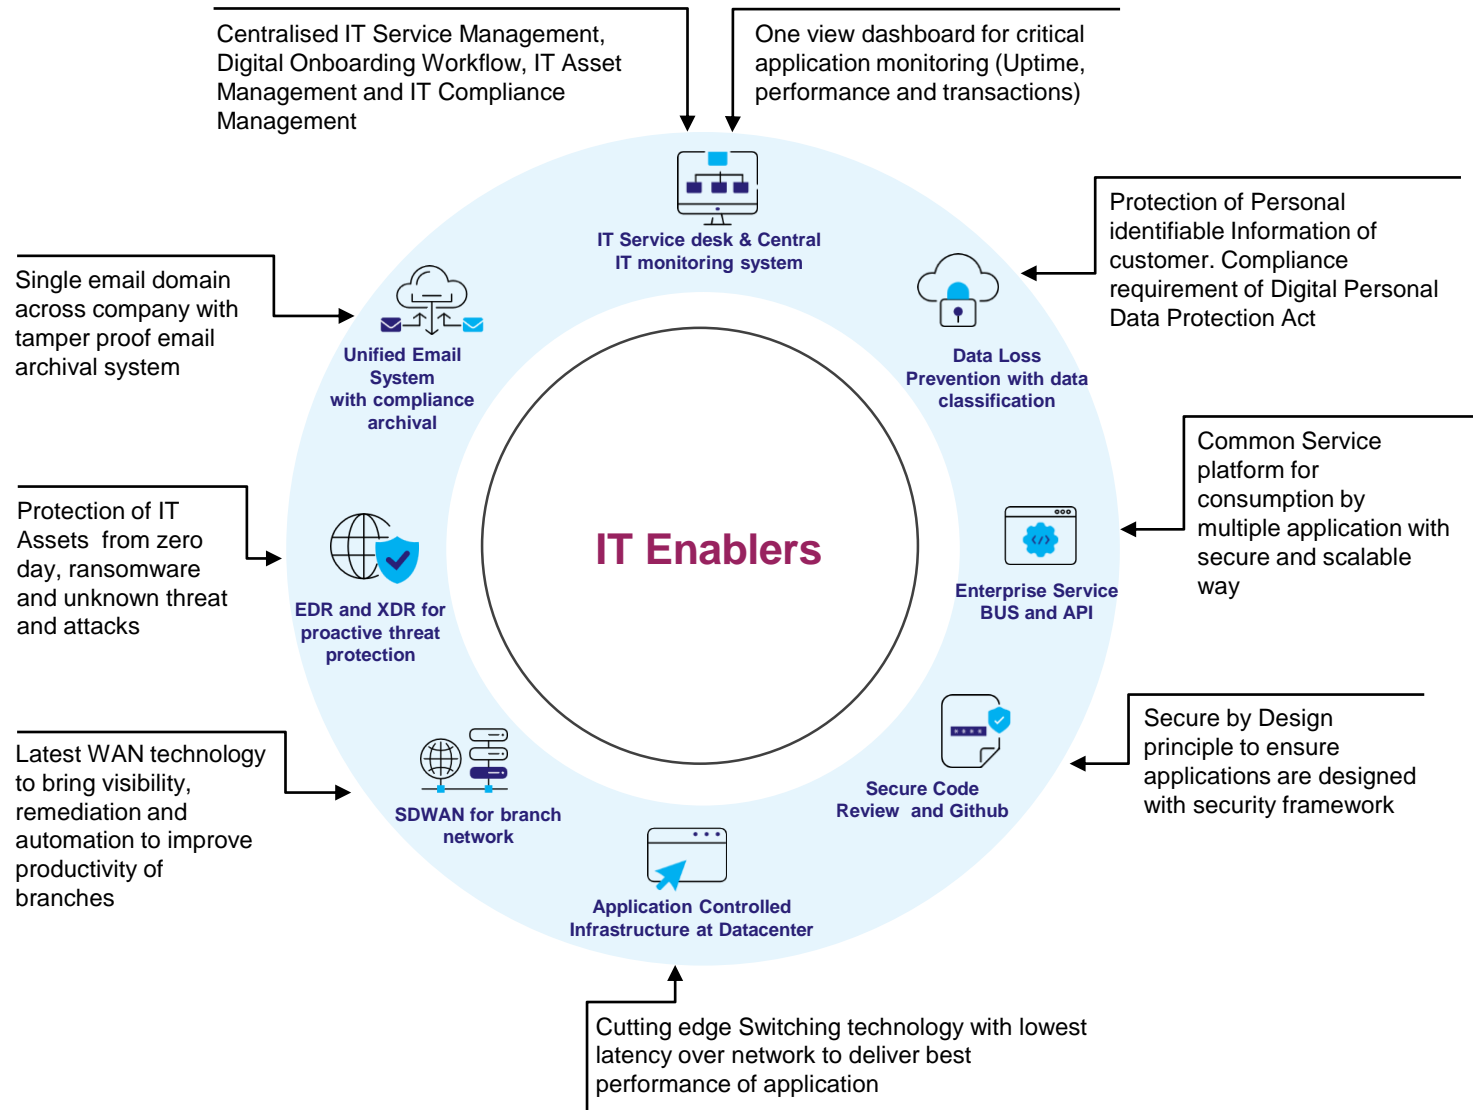 Centralised IT Service Management,
Digital Onboarding Workflow, IT Asset
Management and IT Compliance
Management
One view dashboard for critical
application monitoring (Uptime,
performance and transactions)
IT Service desk & Central
IT monitoring system
Protection of Personal
identifiable Information of
customer. Compliance
requirement of Digital Personal
Data Protection Act
Data Loss
Prevention with data
classification
Single email domain
across company with
tamper proof email
archival system
Unified Email
System
with compliance
archival
Common Service
platform for
consumption by
multiple application with
secure and scalable
way
Enterprise Service
BUS and API
Protection of IT
Assets  from zero
day, ransomware
and unknown threat
and attacks
EDR and XDR for
proactive threat
protection
IT Enablers
Secure by Design
principle to ensure
applications are designed
with security framework
Secure Code
Review  and Github
Latest WAN technology
to bring visibility,
remediation and
automation to improve
productivity of
branches
SDWAN for branch
network
Application Controlled
Infrastructure at Datacenter
Cutting edge Switching technology with lowest
latency over network to deliver best
performance of application